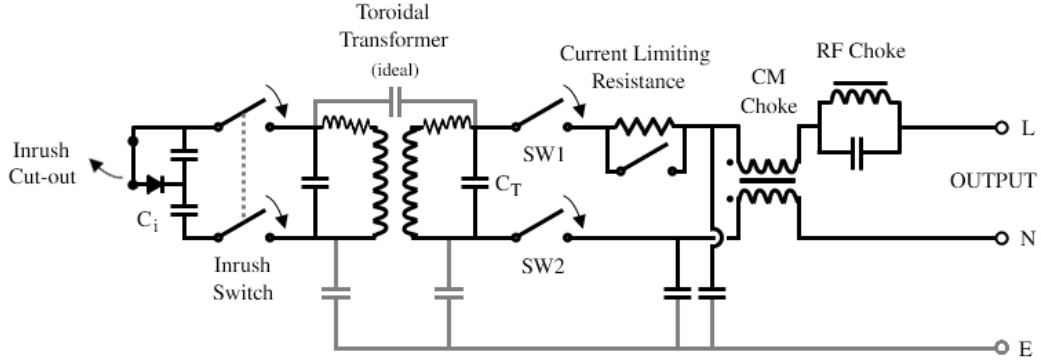 Toroidal
Transformer
(ideal)
Current Limiting
Resistance
RF Choke
CM
Choke
Inrush
Cut-out
C_i
Inrush
Switch
C_T
SW1
SW2
L
OUTPUT
N
E